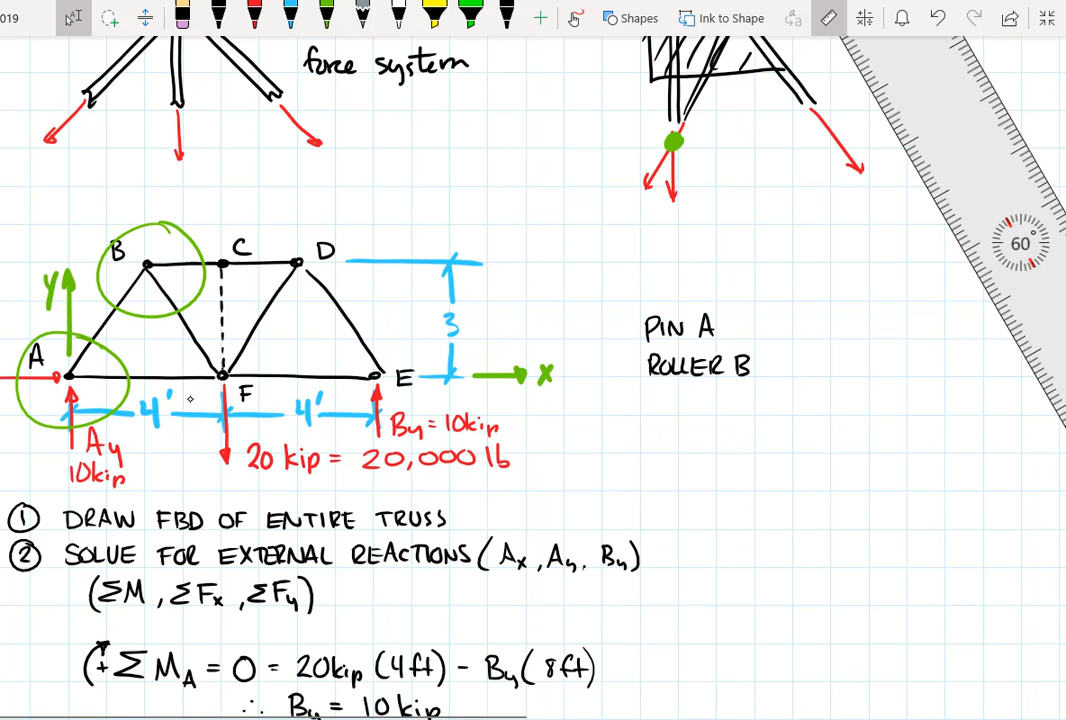 Shapes
Ink to Shape
force system
60°
B C D
Y
3
PIN A
ROLLER B
A
F
E
X
4' 4'
Ay
10kip
By = 10kip
20 kip = 20,000 lb
① DRAW FBD OF ENTIRE TRUSS
② SOLVE FOR EXTERNAL REACTIONS (Ax, Ay, By)
(ΣM, ΣFx, ΣFy)
(+ ΣMA = 0 = 20kip (4ft) - By (8ft)
∴ By = 10 kip